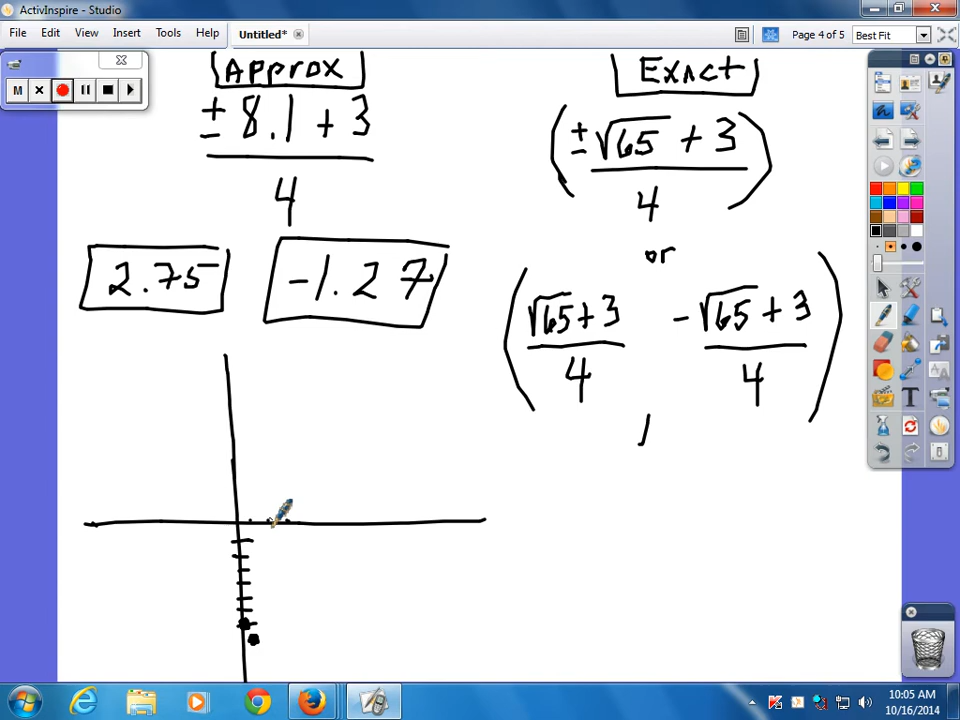 ActivInspire - Studio
File Edit View Insert Tools Help Untitled* Page 4 of 5 Best Fit
M
Approx Exact
± 8.1 + 3
4
(±√65 + 3)
4
or
2.75 -1.27
(√65 + 3 -√65 + 3)
4 , 4
10:05 AM
10/16/2014